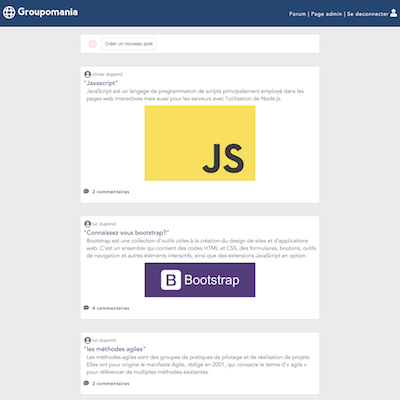 Groupomania
Forum | Page admin | Se deconnecter
Créer un nouveau post
olivier dupond
"Javascript"
JavaScript est un langage de programmation de scripts principalement employé dans les
pages web interactives mais aussi pour les serveurs avec l'utilisation de Node.js.
JS
2 commentaires
luc dupond
"Connaissez vous bootstrap?"
Bootstrap est une collection d'outils utiles à la création du design de sites et d'applications
web. C'est un ensemble qui contient des codes HTML et CSS, des formulaires, boutons, outils
de navigation et autres éléments interactifs, ainsi que des extensions JavaScript en option.
B Bootstrap
4 commentaires
luc dupond
"les méthodes agiles"
Les méthodes agiles sont des groupes de pratiques de pilotage et de réalisation de projets.
Elles ont pour origine le manifeste Agile, rédigé en 2001, qui consacre le terme d'« agile »
pour référencer de multiples méthodes existantes.
2 commentaires